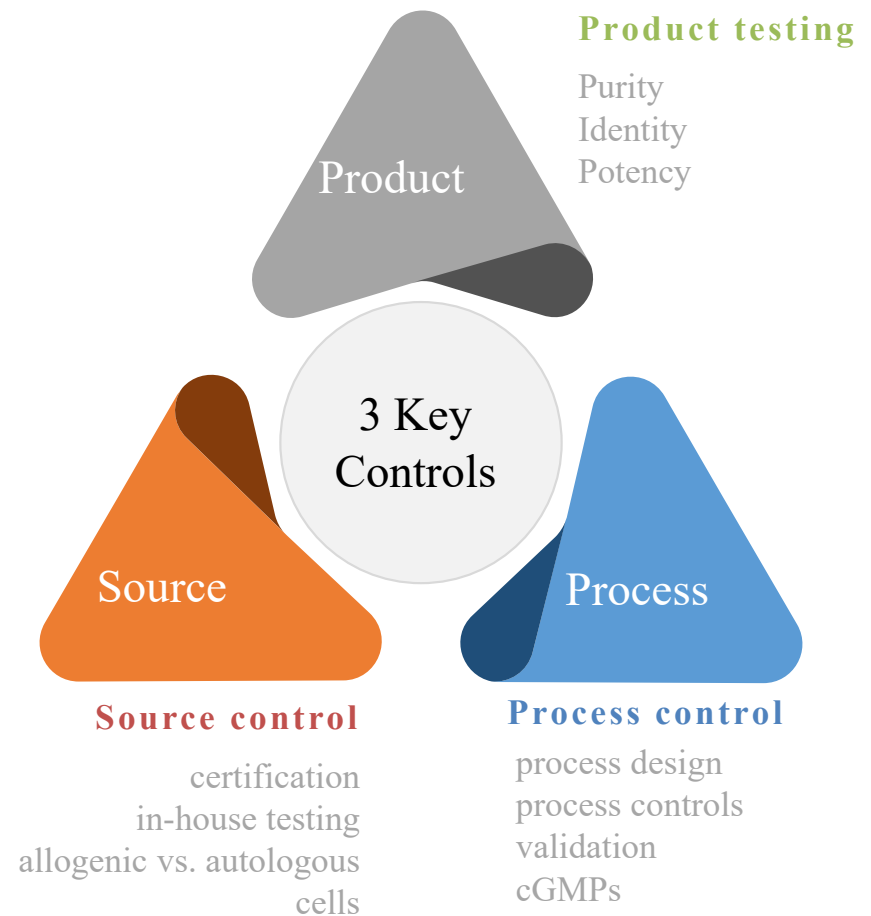 Product testing
Purity
Identity
Potency
Product
3 Key
Controls
Source
Process
Source control
certification
in-house testing
allogenic vs. autologous
cells
Process control
process design
process controls
validation
cGMPs